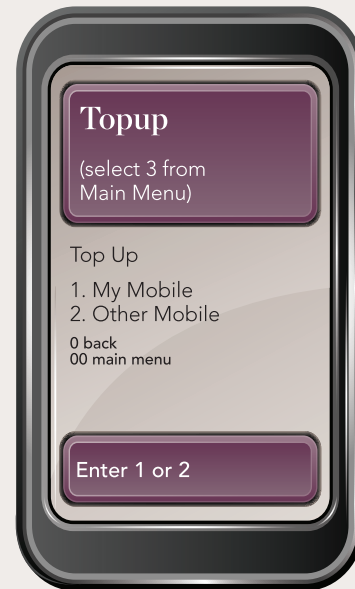 Topup
(select 3 from
Main Menu)
Top Up
1. My Mobile
2. Other Mobile
0 back
00 main menu
Enter 1 or 2